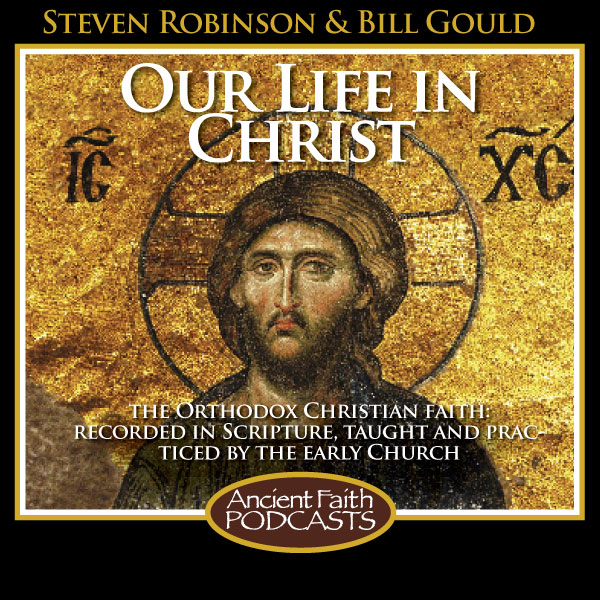 Steven Robinson & Bill Gould
Our Life in
Christ
IC
XC
the Orthodox Christian faith:
recorded in Scripture, taught and prac-
ticed by the early Church
Ancient Faith
PODCASTS